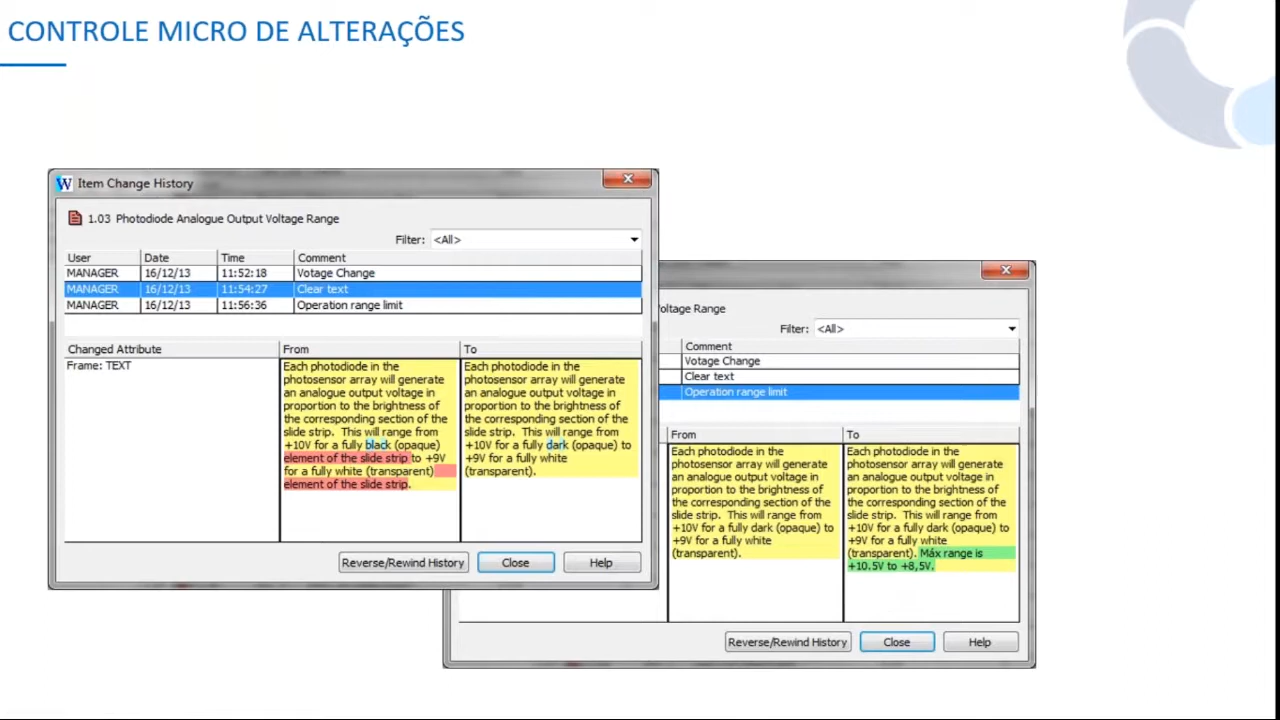 CONTROLE MICRO DE ALTERAÇÕES
W Item Change History
1.03 Photodiode Analogue Output Voltage Range
Filter: <All>
User Date Time Comment
MANAGER 16/12/13 11:52:18 Votage Change
MANAGER 16/12/13 11:54:27 Clear text
MANAGER 16/12/13 11:56:36 Operation range limit
Changed Attribute From To
Frame: TEXT
Each photodiode in the
photosensor array will generate
an analogue output voltage in
proportion to the brightness of
the corresponding section of the
slide strip. This will range from
+10V for a fully black (opaque)
element of the slide strip to +9V
for a fully white (transparent)
element of the slide strip.
Each photodiode in the
photosensor array will generate
an analogue output voltage in
proportion to the brightness of
the corresponding section of the
slide strip. This will range from
+10V for a fully dark (opaque) to
+9V for a fully white
(transparent).
Reverse/Rewind History Close Help
Voltage Range
Filter: <All>
Comment
Votage Change
Clear text
Operation range limit
From To
Each photodiode in the
photosensor array will generate
an analogue output voltage in
proportion to the brightness of
the corresponding section of the
slide strip. This will range from
+10V for a fully dark (opaque) to
+9V for a fully white
(transparent).
Each photodiode in the
photosensor array will generate
an analogue output voltage in
proportion to the brightness of
the corresponding section of the
slide strip. This will range from
+10V for a fully dark (opaque) to
+9V for a fully white
(transparent). Máx range is
+10.5V to +8,5V.
Reverse/Rewind History Close Help